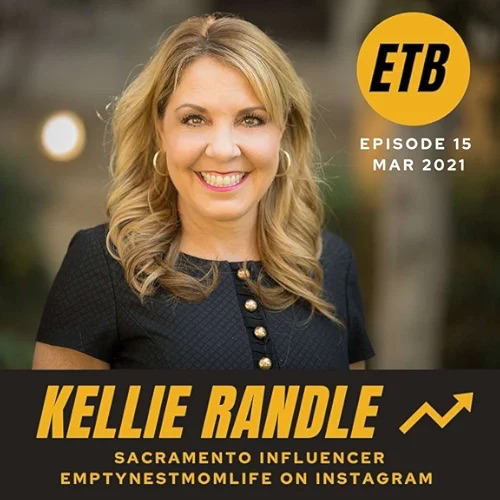 ETB
EPISODE 15
MAR 2021
KELLIE RANDLE
SACRAMENTO INFLUENCER
EMPTYNESTMOMLIFE ON INSTAGRAM